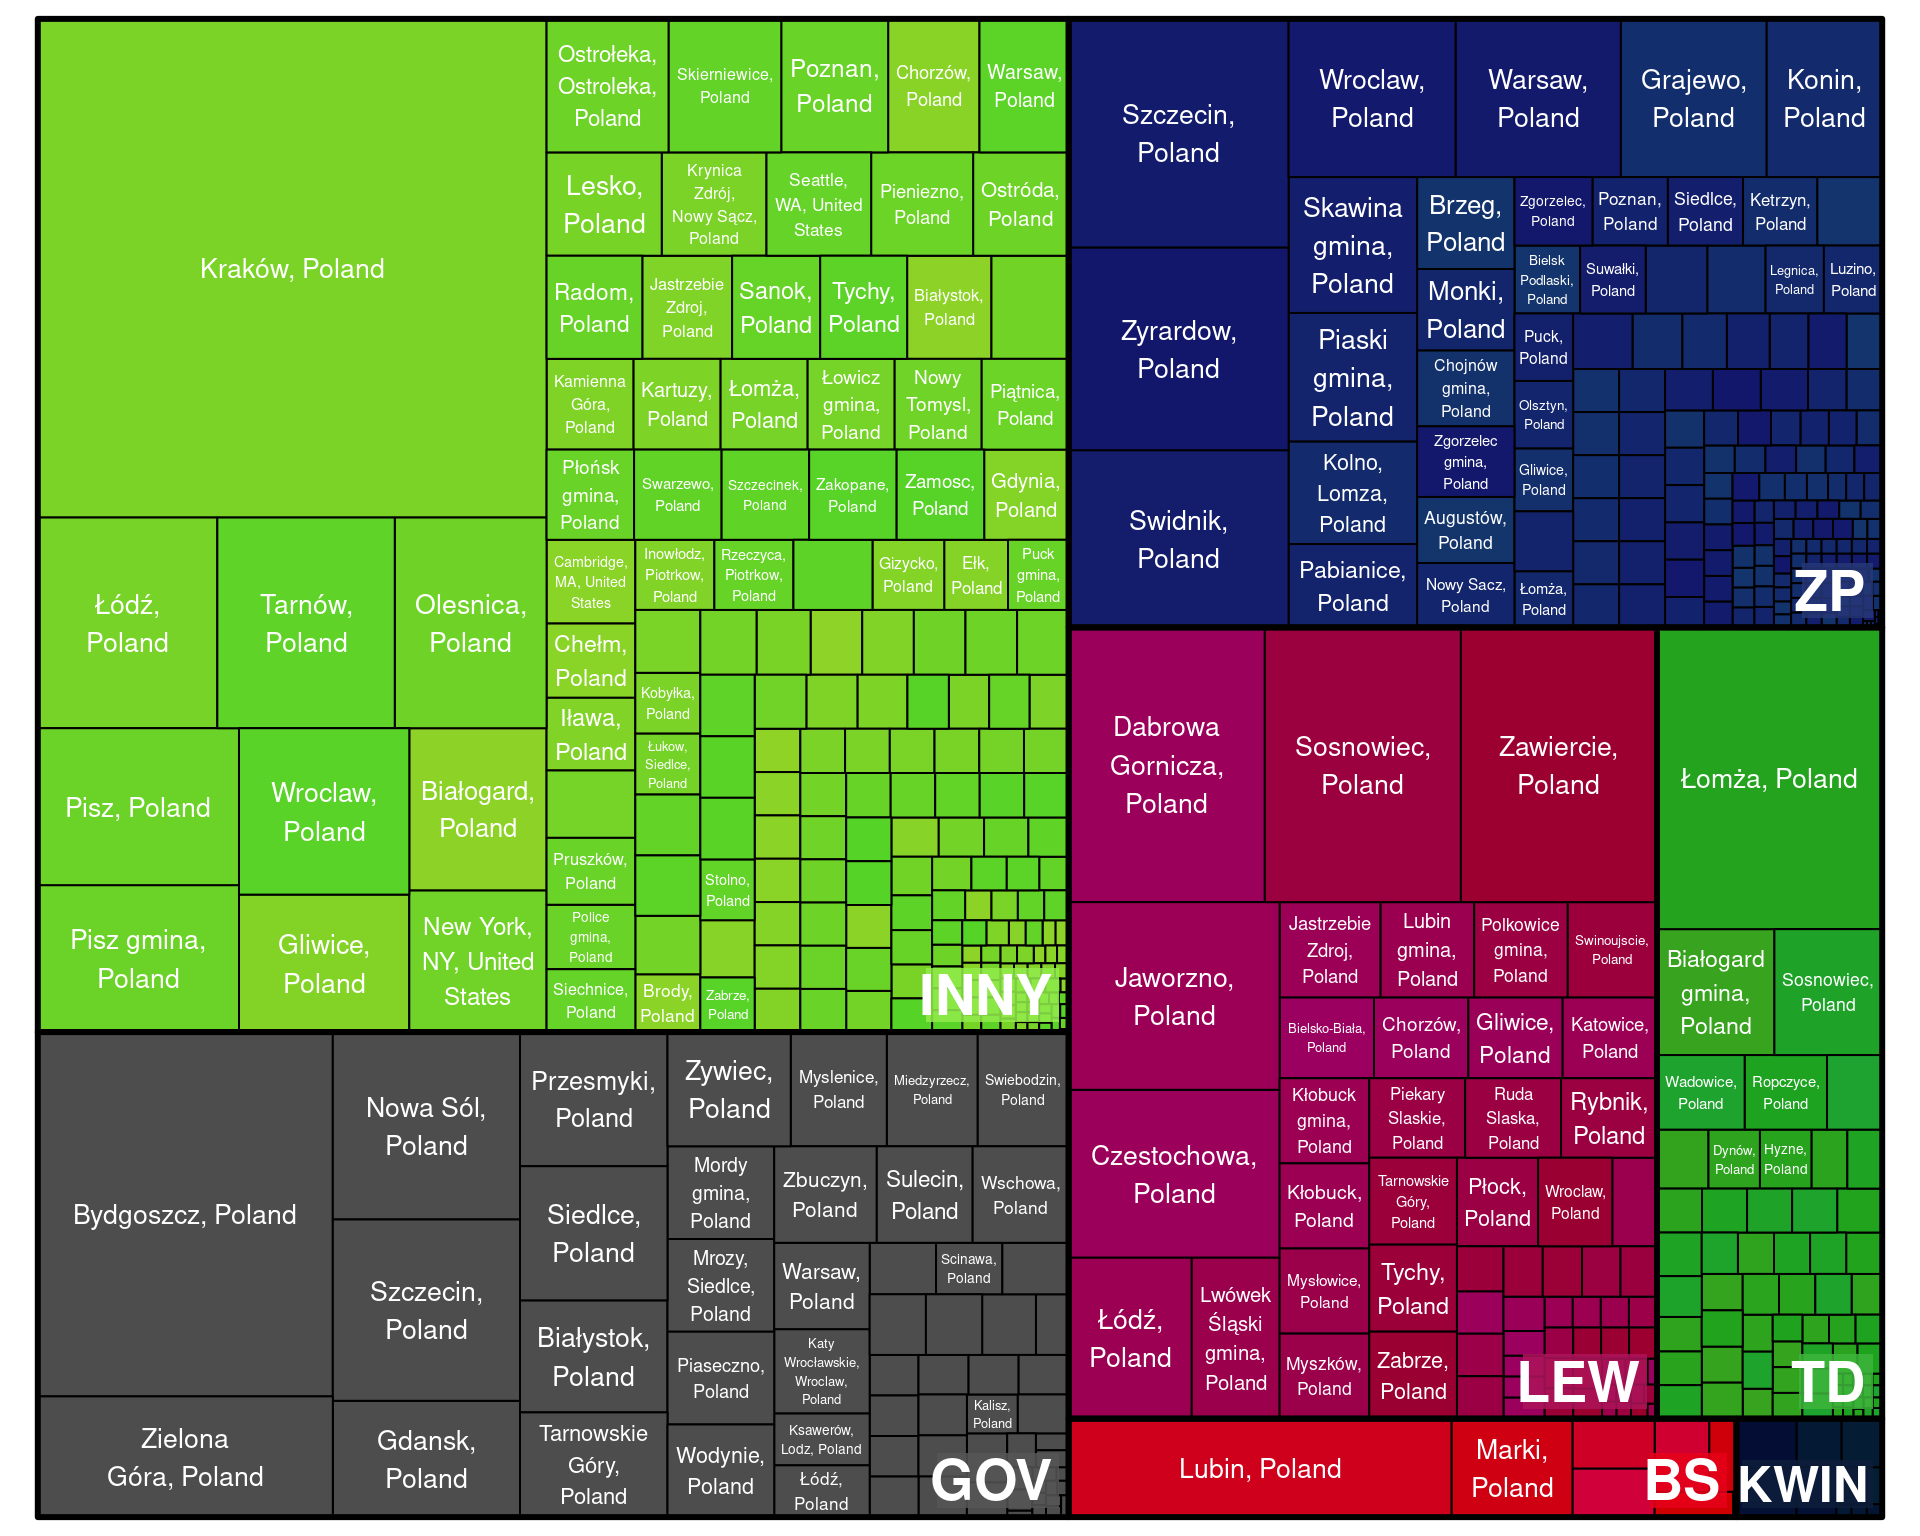 Kraków, Poland
Łódź,
Poland
Tarnów,
Poland
Olesnica,
Poland
Pisz, Poland
Wroclaw,
Poland
Białogard,
Poland
Pisz gmina,
Poland
Gliwice,
Poland
New York,
NY, United
States
Ostrołeka,
Ostroleka,
Poland
Skierniewice,
Poland
Poznan,
Poland
Chorzów,
Poland
Warsaw,
Poland
Lesko,
Poland
Krynica
Zdrój,
Nowy Sącz,
Poland
Seattle,
WA, United
States
Pieniezno,
Poland
Ostróda,
Poland
Radom,
Poland
Jastrzebie
Zdroj,
Poland
Sanok,
Poland
Tychy,
Poland
Białystok,
Poland
Kamienna
Góra,
Poland
Kartuzy,
Poland
Łomża,
Poland
Łowicz
gmina,
Poland
Nowy
Tomysl,
Poland
Piątnica,
Poland
Płońsk
gmina,
Poland
Swarzewo,
Poland
Szczecinek,
Poland
Zakopane,
Poland
Zamosc,
Poland
Gdynia,
Poland
Cambridge,
MA, United
States
Inowłodz,
Piotrkow,
Poland
Rzeczyca,
Piotrkow,
Poland
Gizycko,
Poland
Ełk,
Poland
Puck
gmina,
Poland
Chełm,
Poland
Iława,
Poland
Kobyłka,
Poland
Łukow,
Siedlce,
Poland
Pruszków,
Poland
Police
gmina,
Poland
Siechnice,
Poland
Brody,
Poland
Stolno,
Poland
Zabrze,
Poland
INNY
Bydgoszcz, Poland
Zielona
Góra, Poland
Nowa Sól,
Poland
Szczecin,
Poland
Gdansk,
Poland
Przesmyki,
Poland
Siedlce,
Poland
Białystok,
Poland
Tarnowskie
Góry,
Poland
Zywiec,
Poland
Myslenice,
Poland
Miedzyrzecz,
Poland
Swiebodzin,
Poland
Mordy
gmina,
Poland
Zbuczyn,
Poland
Sulecin,
Poland
Wschowa,
Poland
Mrozy,
Siedlce,
Poland
Warsaw,
Poland
Scinawa,
Poland
Piaseczno,
Poland
Katy
Wrocławskie,
Wroclaw,
Poland
Wodynie,
Poland
Ksawerów,
Lodz, Poland
Łódź,
Poland
Kalisz,
Poland
GOV
Szczecin,
Poland
Zyrardow,
Poland
Swidnik,
Poland
Wroclaw,
Poland
Warsaw,
Poland
Grajewo,
Poland
Konin,
Poland
Skawina
gmina,
Poland
Piaski
gmina,
Poland
Kolno,
Lomza,
Poland
Pabianice,
Poland
Brzeg,
Poland
Monki,
Poland
Chojnów
gmina,
Poland
Zgorzelec
gmina,
Poland
Augustów,
Poland
Nowy Sacz,
Poland
Zgorzelec,
Poland
Poznan,
Poland
Siedlce,
Poland
Ketrzyn,
Poland
Bielsk
Podlaski,
Poland
Suwałki,
Poland
Legnica,
Poland
Luzino,
Poland
Puck,
Poland
Olsztyn,
Poland
Gliwice,
Poland
Łomża,
Poland
ZP
Dabrowa
Gornicza,
Poland
Sosnowiec,
Poland
Zawiercie,
Poland
Jaworzno,
Poland
Czestochowa,
Poland
Łódź,
Poland
Lwówek
Śląski
gmina,
Poland
Jastrzebie
Zdroj,
Poland
Lubin
gmina,
Poland
Polkowice
gmina,
Poland
Swinoujscie,
Poland
Bielsko-Biała,
Poland
Chorzów,
Poland
Gliwice,
Poland
Katowice,
Poland
Kłobuck
gmina,
Poland
Piekary
Slaskie,
Poland
Ruda
Slaska,
Poland
Rybnik,
Poland
Kłobuck,
Poland
Tarnowskie
Góry,
Poland
Płock,
Poland
Wroclaw,
Poland
Mysłowice,
Poland
Tychy,
Poland
Myszków,
Poland
Zabrze,
Poland
LEW
Łomża, Poland
Białogard
gmina,
Poland
Sosnowiec,
Poland
Wadowice,
Poland
Ropczyce,
Poland
Dynów,
Poland
Hyzne,
Poland
TD
Lubin, Poland
Marki,
Poland
BS
KWIN